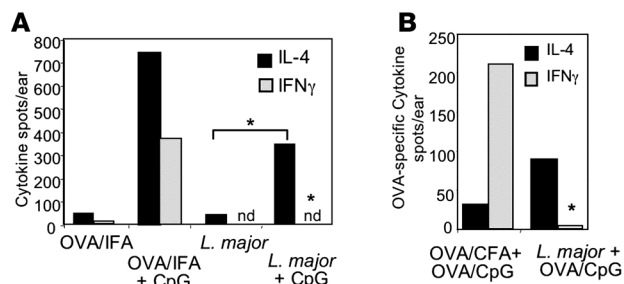 A
Cytokine spots/ear
800
700
600
500
400
300
200
100
0
IL-4
IFNγ
*
*
nd
nd
OVA/IFA
OVA/IFA
+ CpG
L. major
L. major
+ CpG
B
OVA-specific Cytokine
spots/ear
250
200
150
100
50
0
IL-4
IFNγ
*
OVA/CFA+
OVA/CpG
L. major +
OVA/CpG